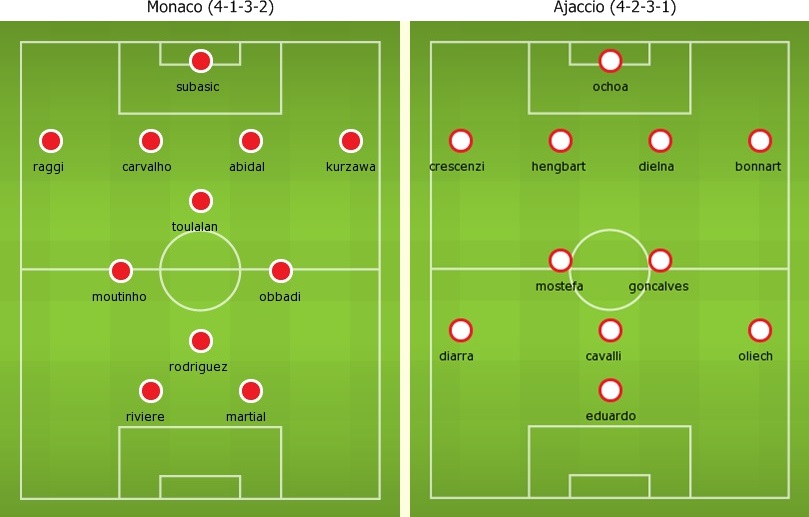 Monaco (4-1-3-2)
subasic
raggi carvalho abidal kurzawa
toulalan
moutinho obbadi
rodriguez
riviere martial
Ajaccio (4-2-3-1)
ochoa
crescenzi hengbart dielna bonnart
mostefa goncalves
diarra cavalli oliech
eduardo